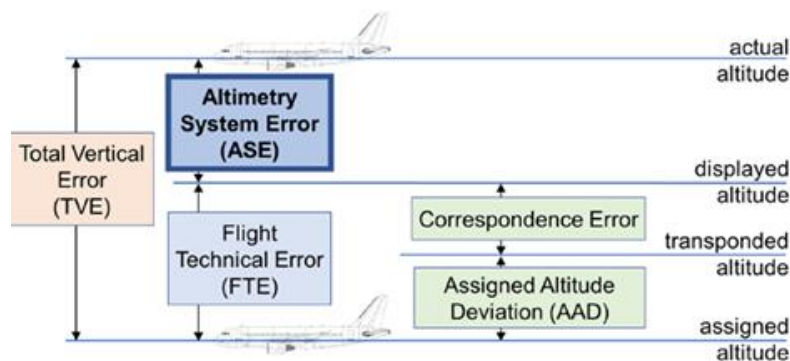 actual
altitude
Altimetry
System Error
(ASE)
Total Vertical
Error
(TVE)
displayed
altitude
Flight
Technical Error
(FTE)
Correspondence Error
transponded
altitude
Assigned Altitude
Deviation (AAD)
assigned
altitude